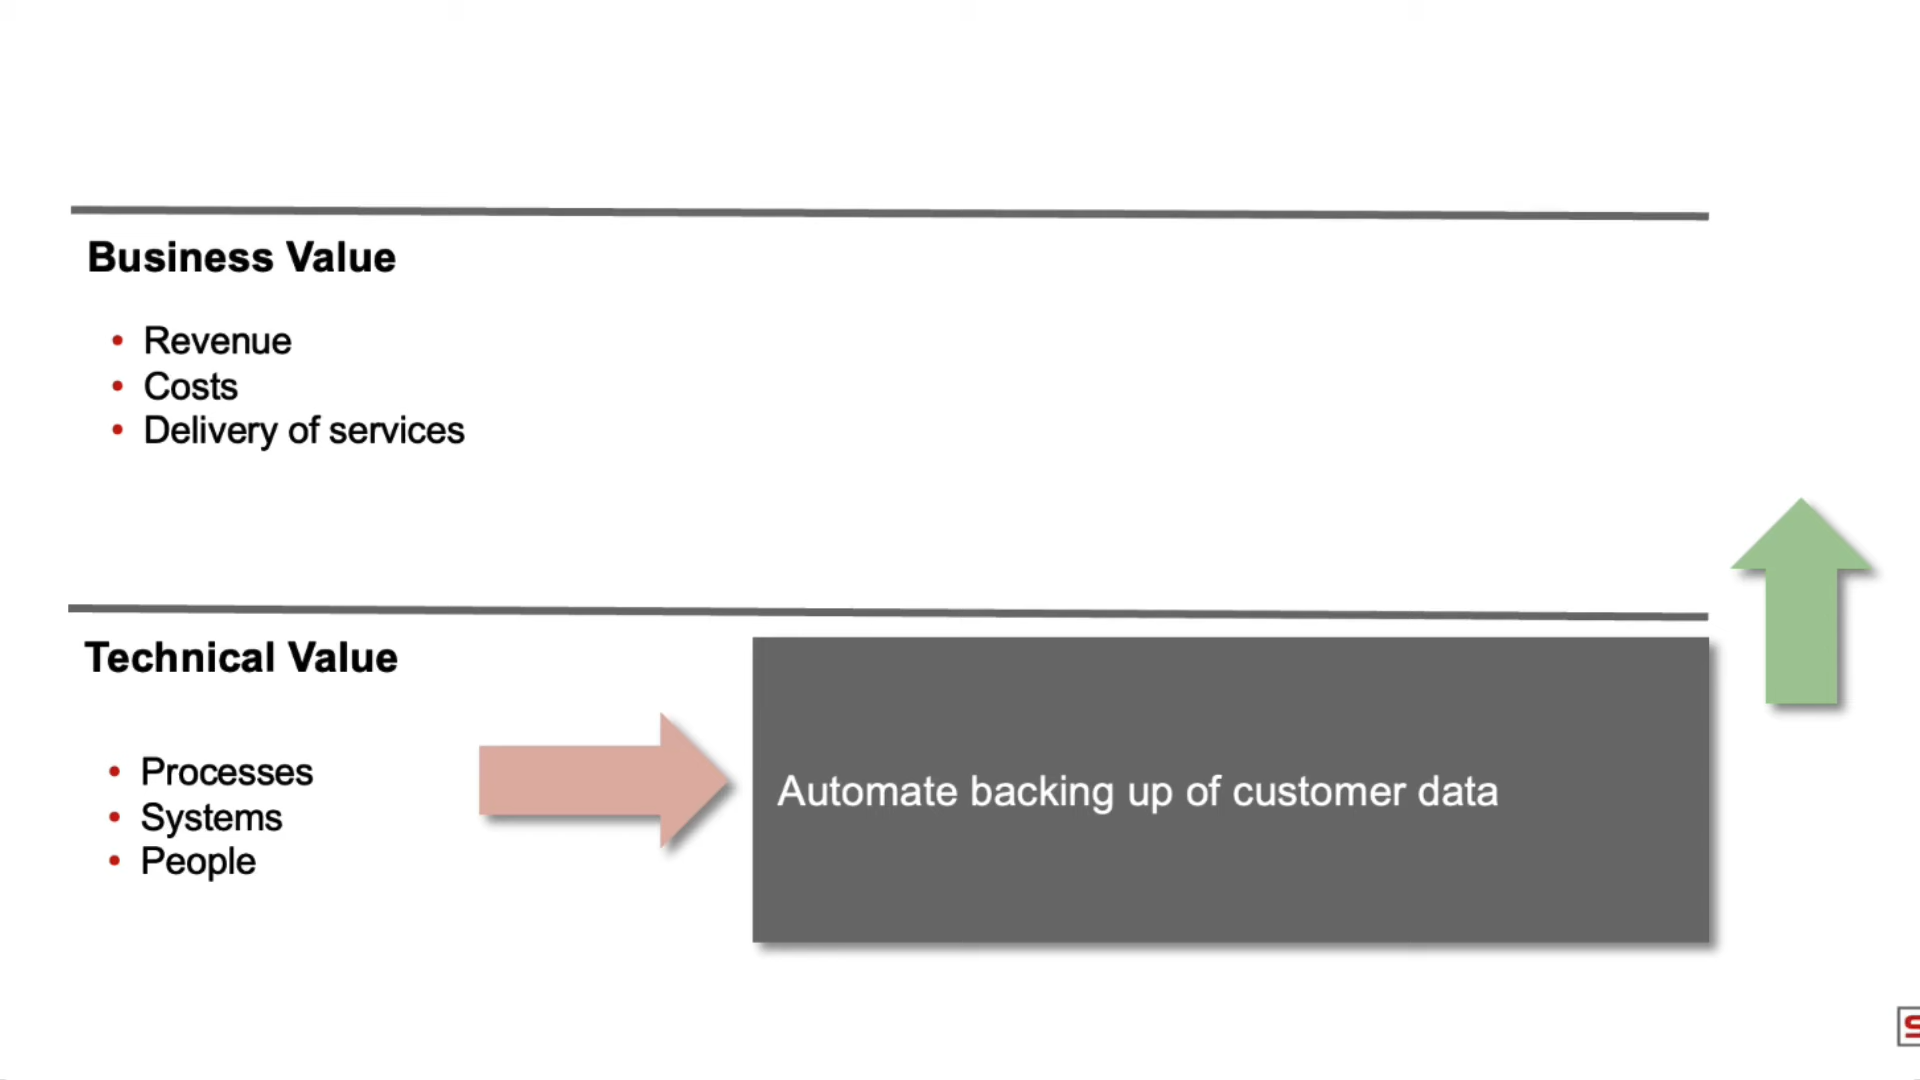 Business Value
• Revenue
• Costs
• Delivery of services
Technical Value
• Processes
• Systems
• People
Automate backing up of customer data